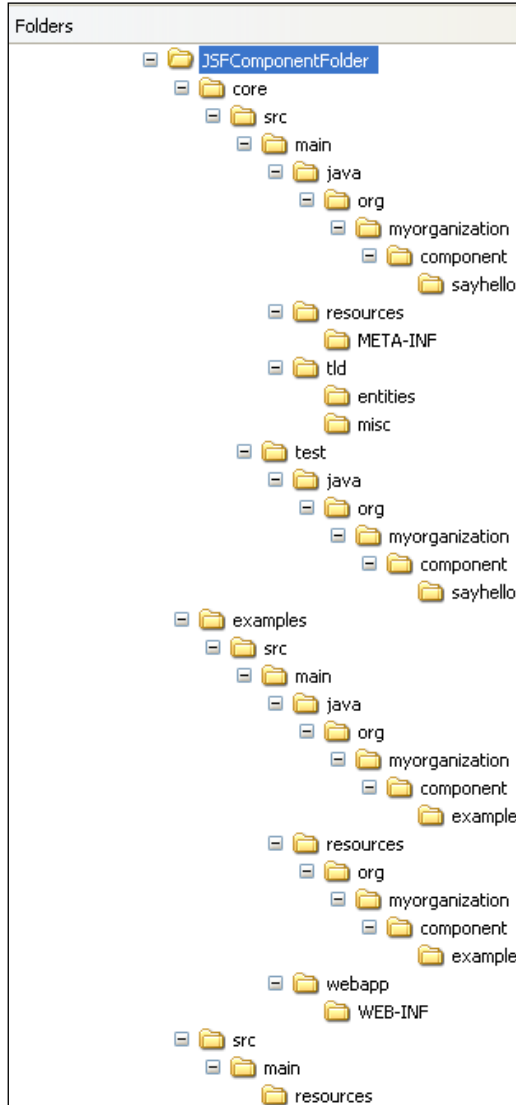 Folders
JSFComponentFolder
core
src
main
java
org
myorganization
component
sayhello
resources
META-INF
tld
entities
misc
test
java
org
myorganization
component
sayhello
examples
src
main
java
org
myorganization
component
example
resources
org
myorganization
component
example
webapp
WEB-INF
src
main
resources